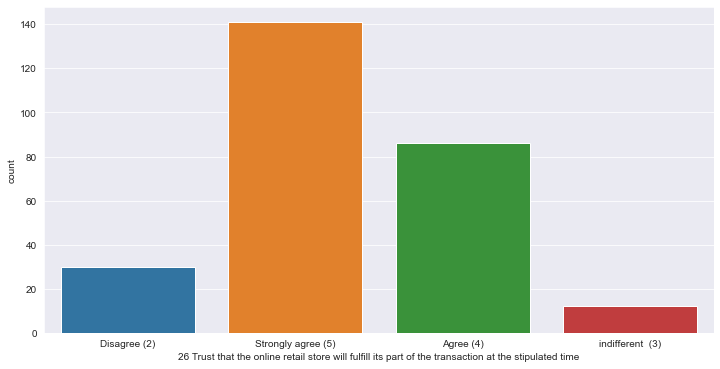 140
120
100
80
60
40
20
0
count
Disagree (2)
Strongly agree (5)
Agree (4)
indifferent  (3)
26 Trust that the online retail store will fulfill its part of the transaction at the stipulated time